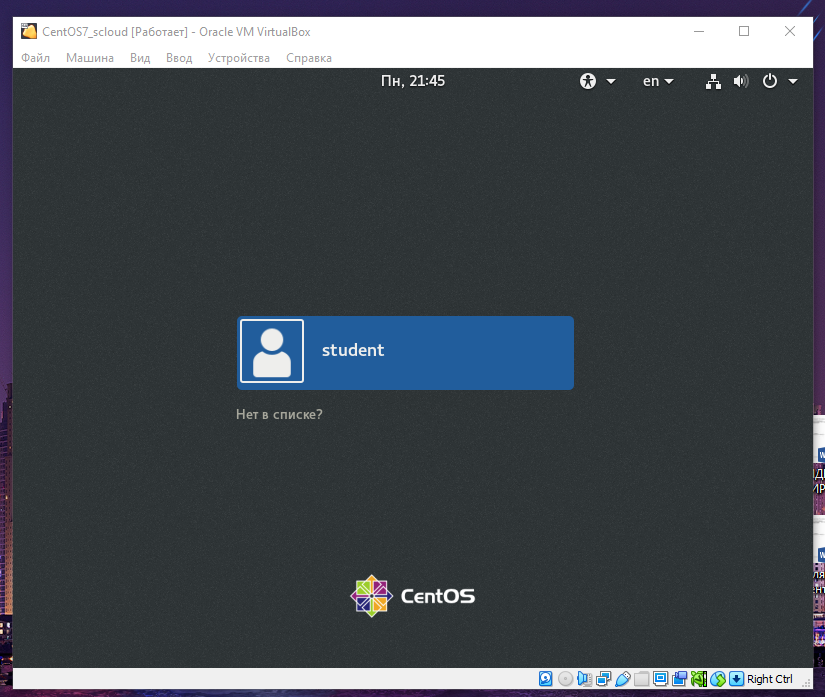 CentOS7_scloud [Работает] - Oracle VM VirtualBox
Файл Машина Вид Ввод Устройства Справка
Пн, 21:45 en
student
Нет в списке?
CentOS
Right Ctrl